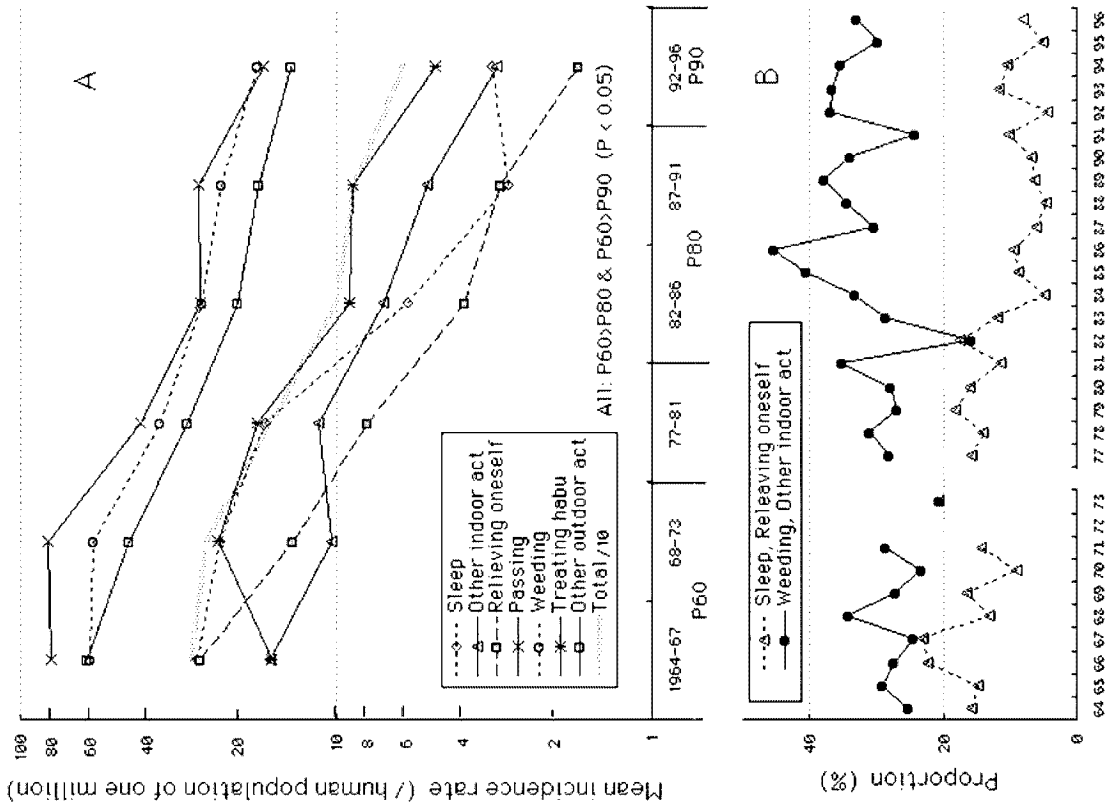 A
Mean incidence rate (/ human population of one million)
100
80
60
40
20
10
8
6
4
2
1
Sleep
Other indoor act
Relieving oneself
Passing
Weeding
Treating habu
Other outdoor act
Total/10
All: P60>P80 & P60>P90 (P < 0.05)
1964-67 68-73 77-81 82-86 87-91 92-96
P60 P80 P90
B
Proportion (%)
40
20
0
Sleep, Releaving oneself
Weeding, Other indoor act
64 65 66 67 68 69 70 71 72 73 77 78 79 80 81 82 83 84 85 86 87 88 89 90 91 92 93 94 95 96